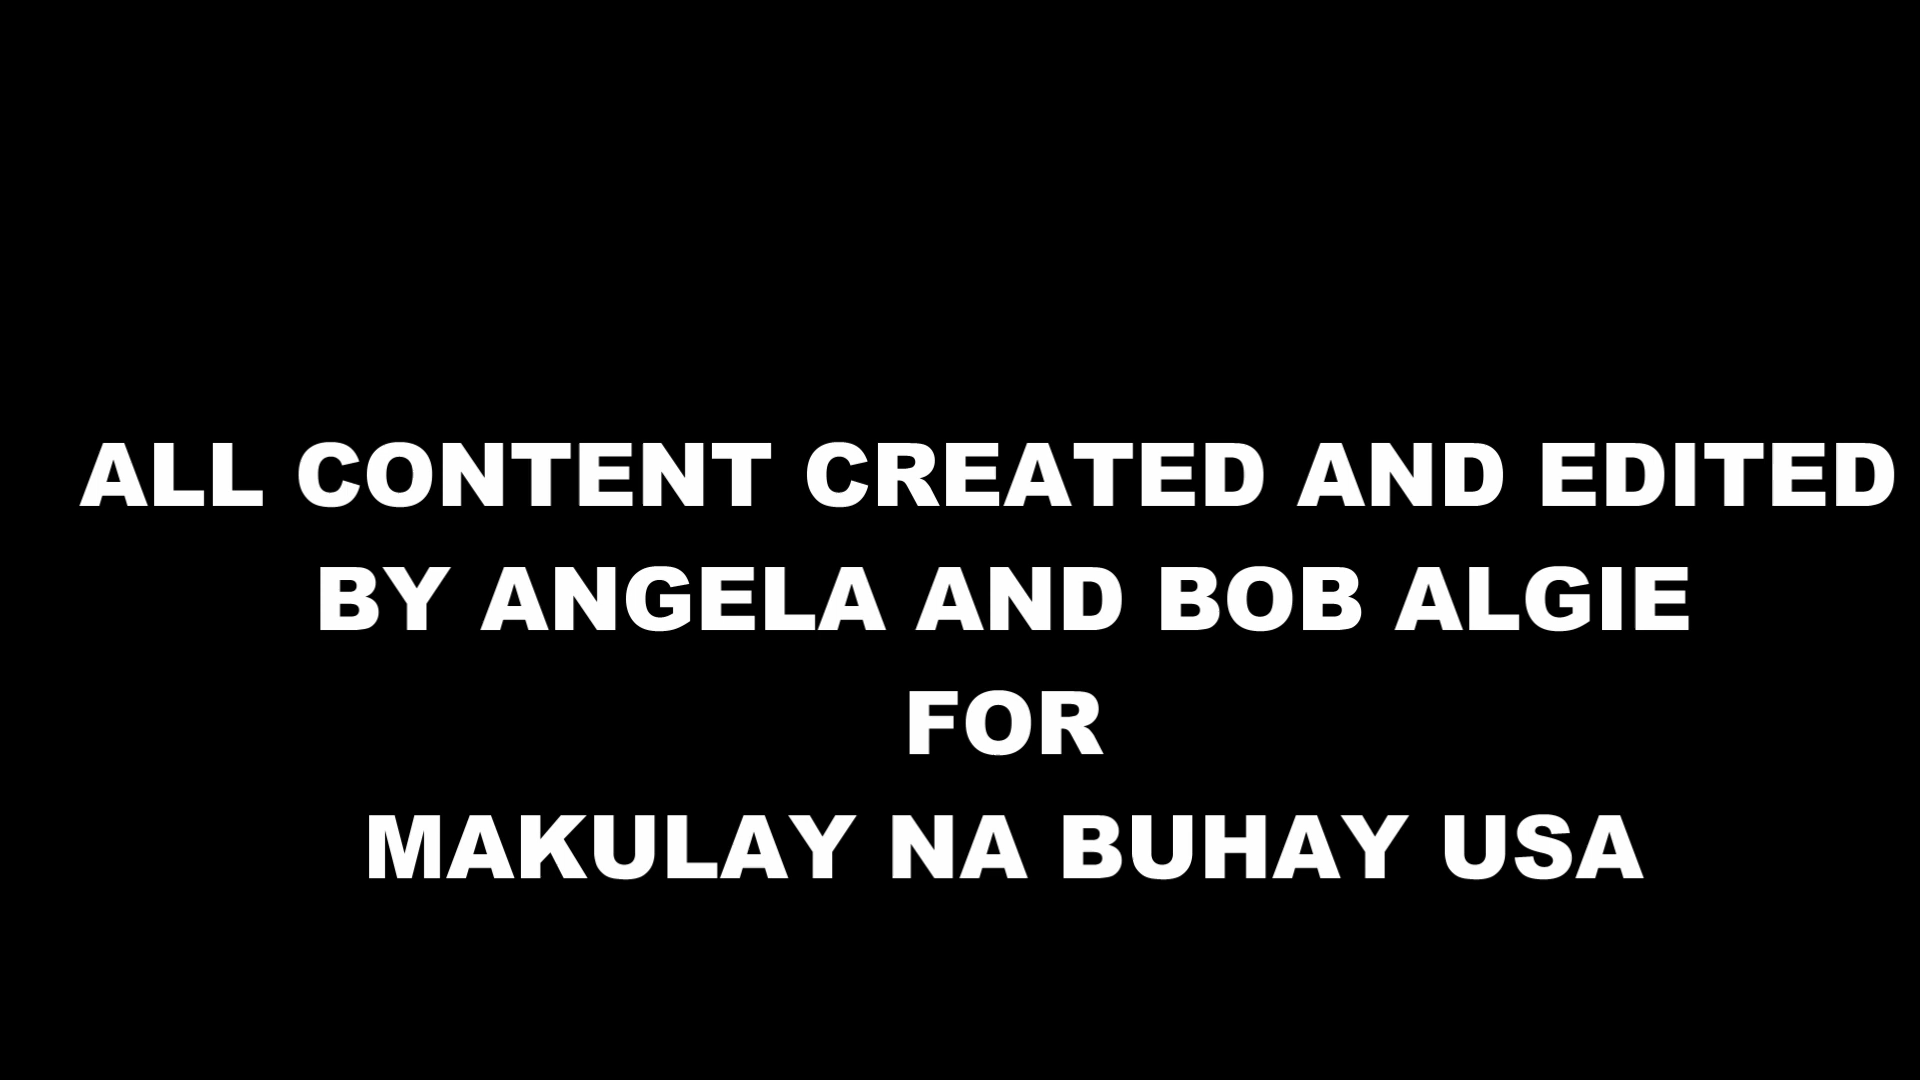 ALL CONTENT CREATED AND EDITED
BY ANGELA AND BOB ALGIE
FOR
MAKULAY NA BUHAY USA